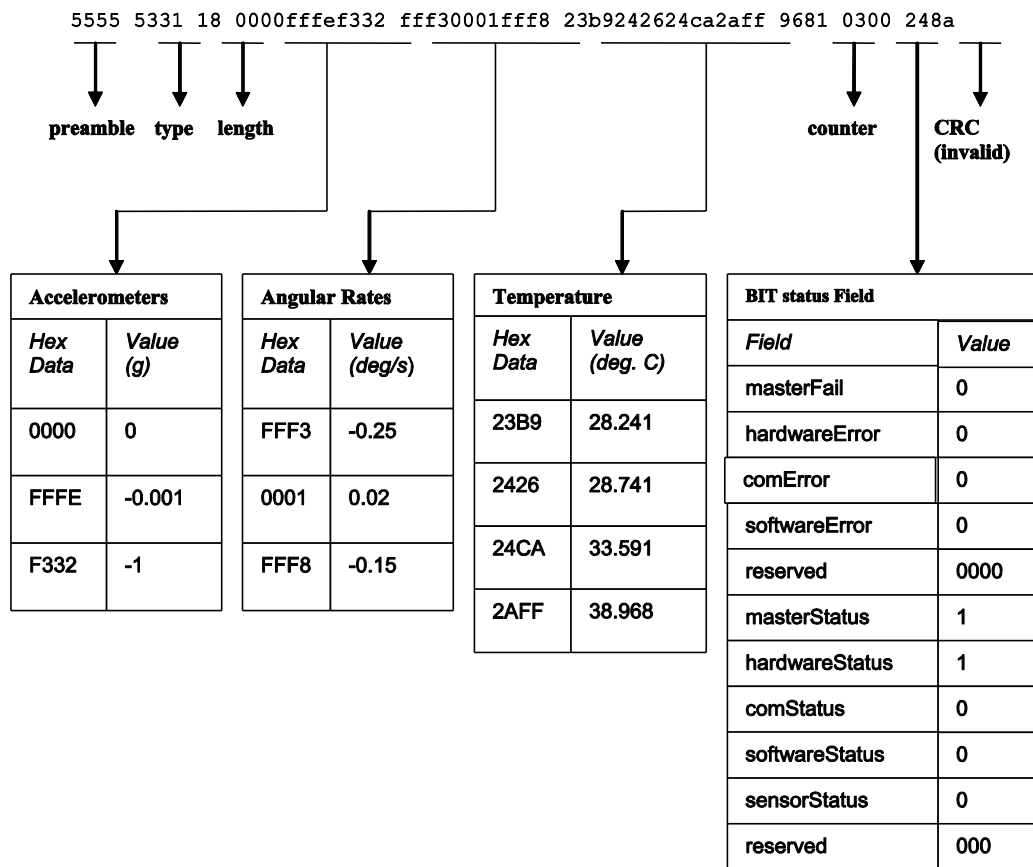 5555 5331 18 0000fffef332 fff30001fff8 23b9242624ca2aff 9681 0300 248a
preamble type length counter CRC
(invalid)
Accelerometers
Hex Data Value (g)
0000 0
FFFE -0.001
F332 -1
Angular Rates
Hex Data Value (deg/s)
FFF3 -0.25
0001 0.02
FFF8 -0.15
Temperature
Hex Data Value (deg. C)
23B9 28.241
2426 28.741
24CA 33.591
2AFF 38.968
BIT status Field
Field Value
masterFail 0
hardwareError 0
comError 0
softwareError 0
reserved 0000
masterStatus 1
hardwareStatus 1
comStatus 0
softwareStatus 0
sensorStatus 0
reserved 000